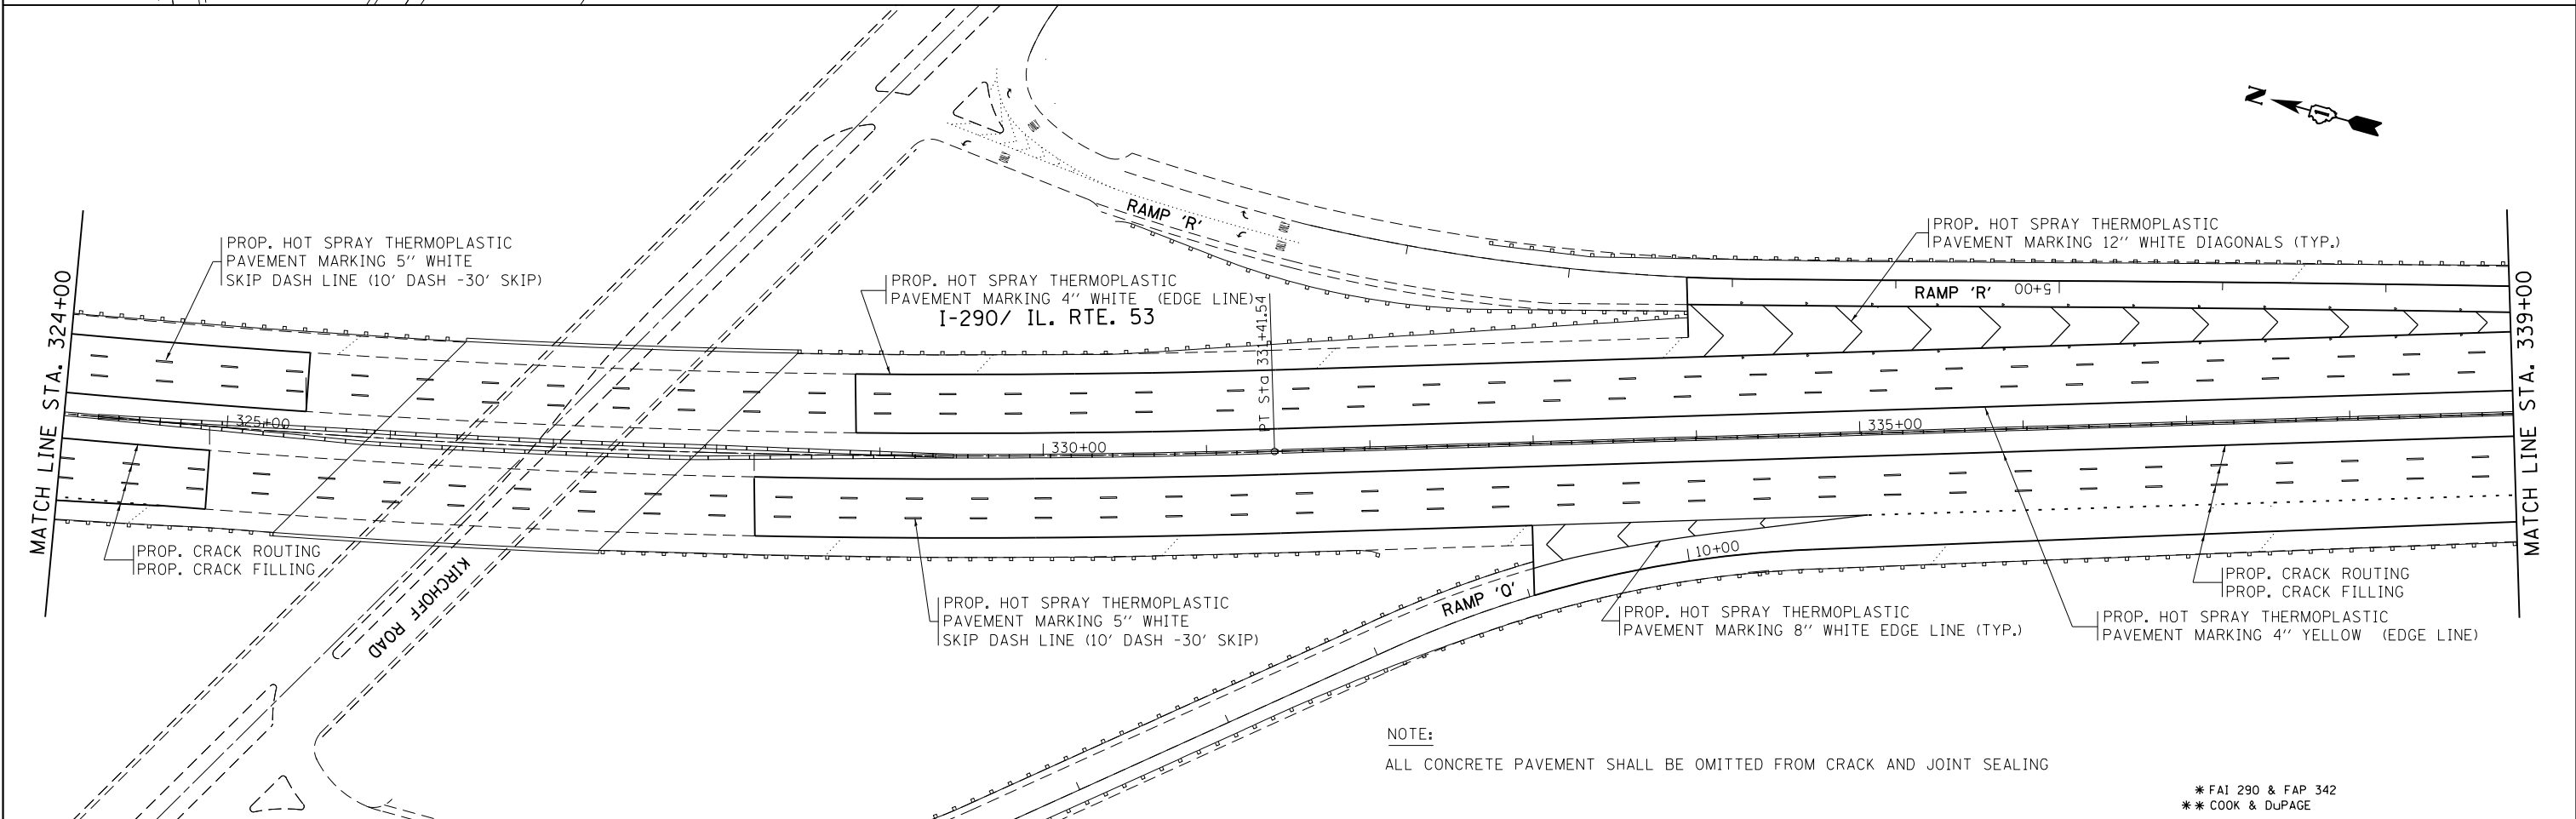 N
MATCH LINE STA. 324+00
PROP. HOT SPRAY THERMOPLASTIC
PAVEMENT MARKING 5" WHITE
SKIP DASH LINE (10' DASH -30' SKIP)
PROP. HOT SPRAY THERMOPLASTIC
PAVEMENT MARKING 4" WHITE (EDGE LINE)
I-290/ IL. RTE. 53
RAMP 'R'
PROP. HOT SPRAY THERMOPLASTIC
PAVEMENT MARKING 12" WHITE DIAGONALS (TYP.)
RAMP 'R'
5+00
MATCH LINE STA. 339+00
PT Sta 331+41.54
325+00
330+00
335+00
10+00
PROP. CRACK ROUTING
PROP. CRACK FILLING
KIRCHOFF ROAD
PROP. HOT SPRAY THERMOPLASTIC
PAVEMENT MARKING 5" WHITE
SKIP DASH LINE (10' DASH -30' SKIP)
RAMP 'Q'
PROP. HOT SPRAY THERMOPLASTIC
PAVEMENT MARKING 8" WHITE EDGE LINE (TYP.)
PROP. CRACK ROUTING
PROP. CRACK FILLING
PROP. HOT SPRAY THERMOPLASTIC
PAVEMENT MARKING 4" YELLOW (EDGE LINE)
NOTE:
ALL CONCRETE PAVEMENT SHALL BE OMITTED FROM CRACK AND JOINT SEALING
* FAI 290 & FAP 342
** COOK & DuPAGE